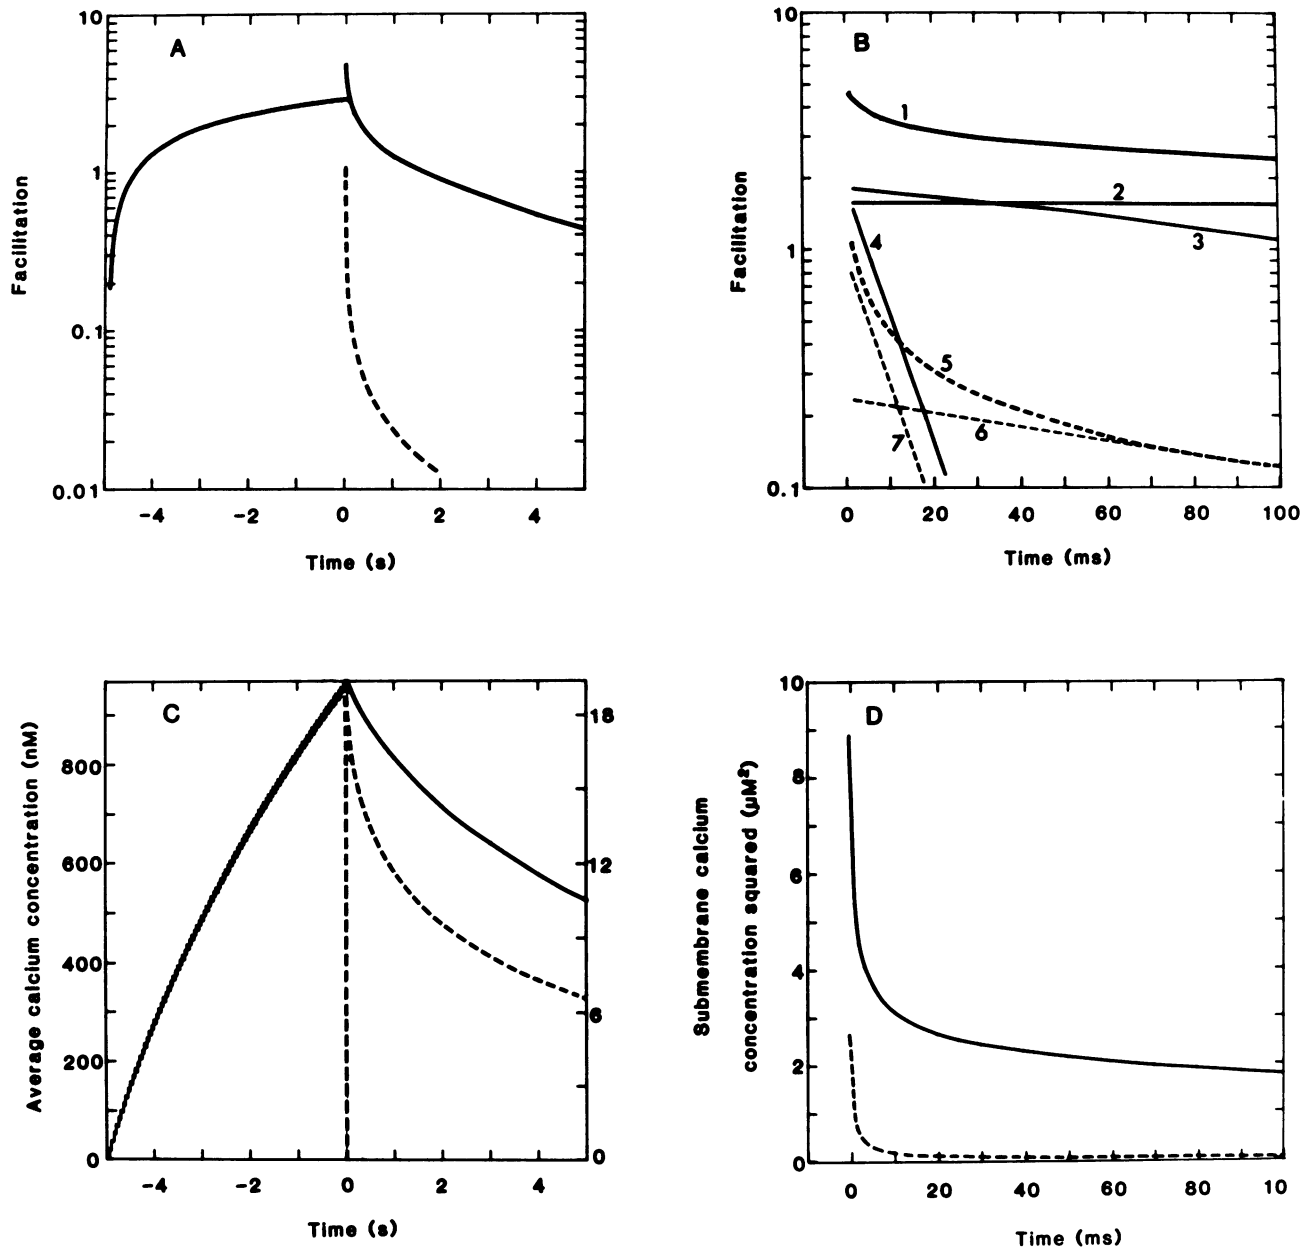 A
10
1
0.1
0.01
Facilitation
-4 -2 0 2 4
Time (s)
B
10
1
0.1
Facilitation
1
2
3
4
5
6
7
0 20 40 60 80 100
Time (ms)
C
800
600
400
200
0
Average calcium concentration (nM)
18
12
6
0
-4 -2 0 2 4
Time (s)
D
10
8
6
4
2
0
Submembrane calcium
concentration squared (μM²)
0 20 40 60 80 10
Time (ms)